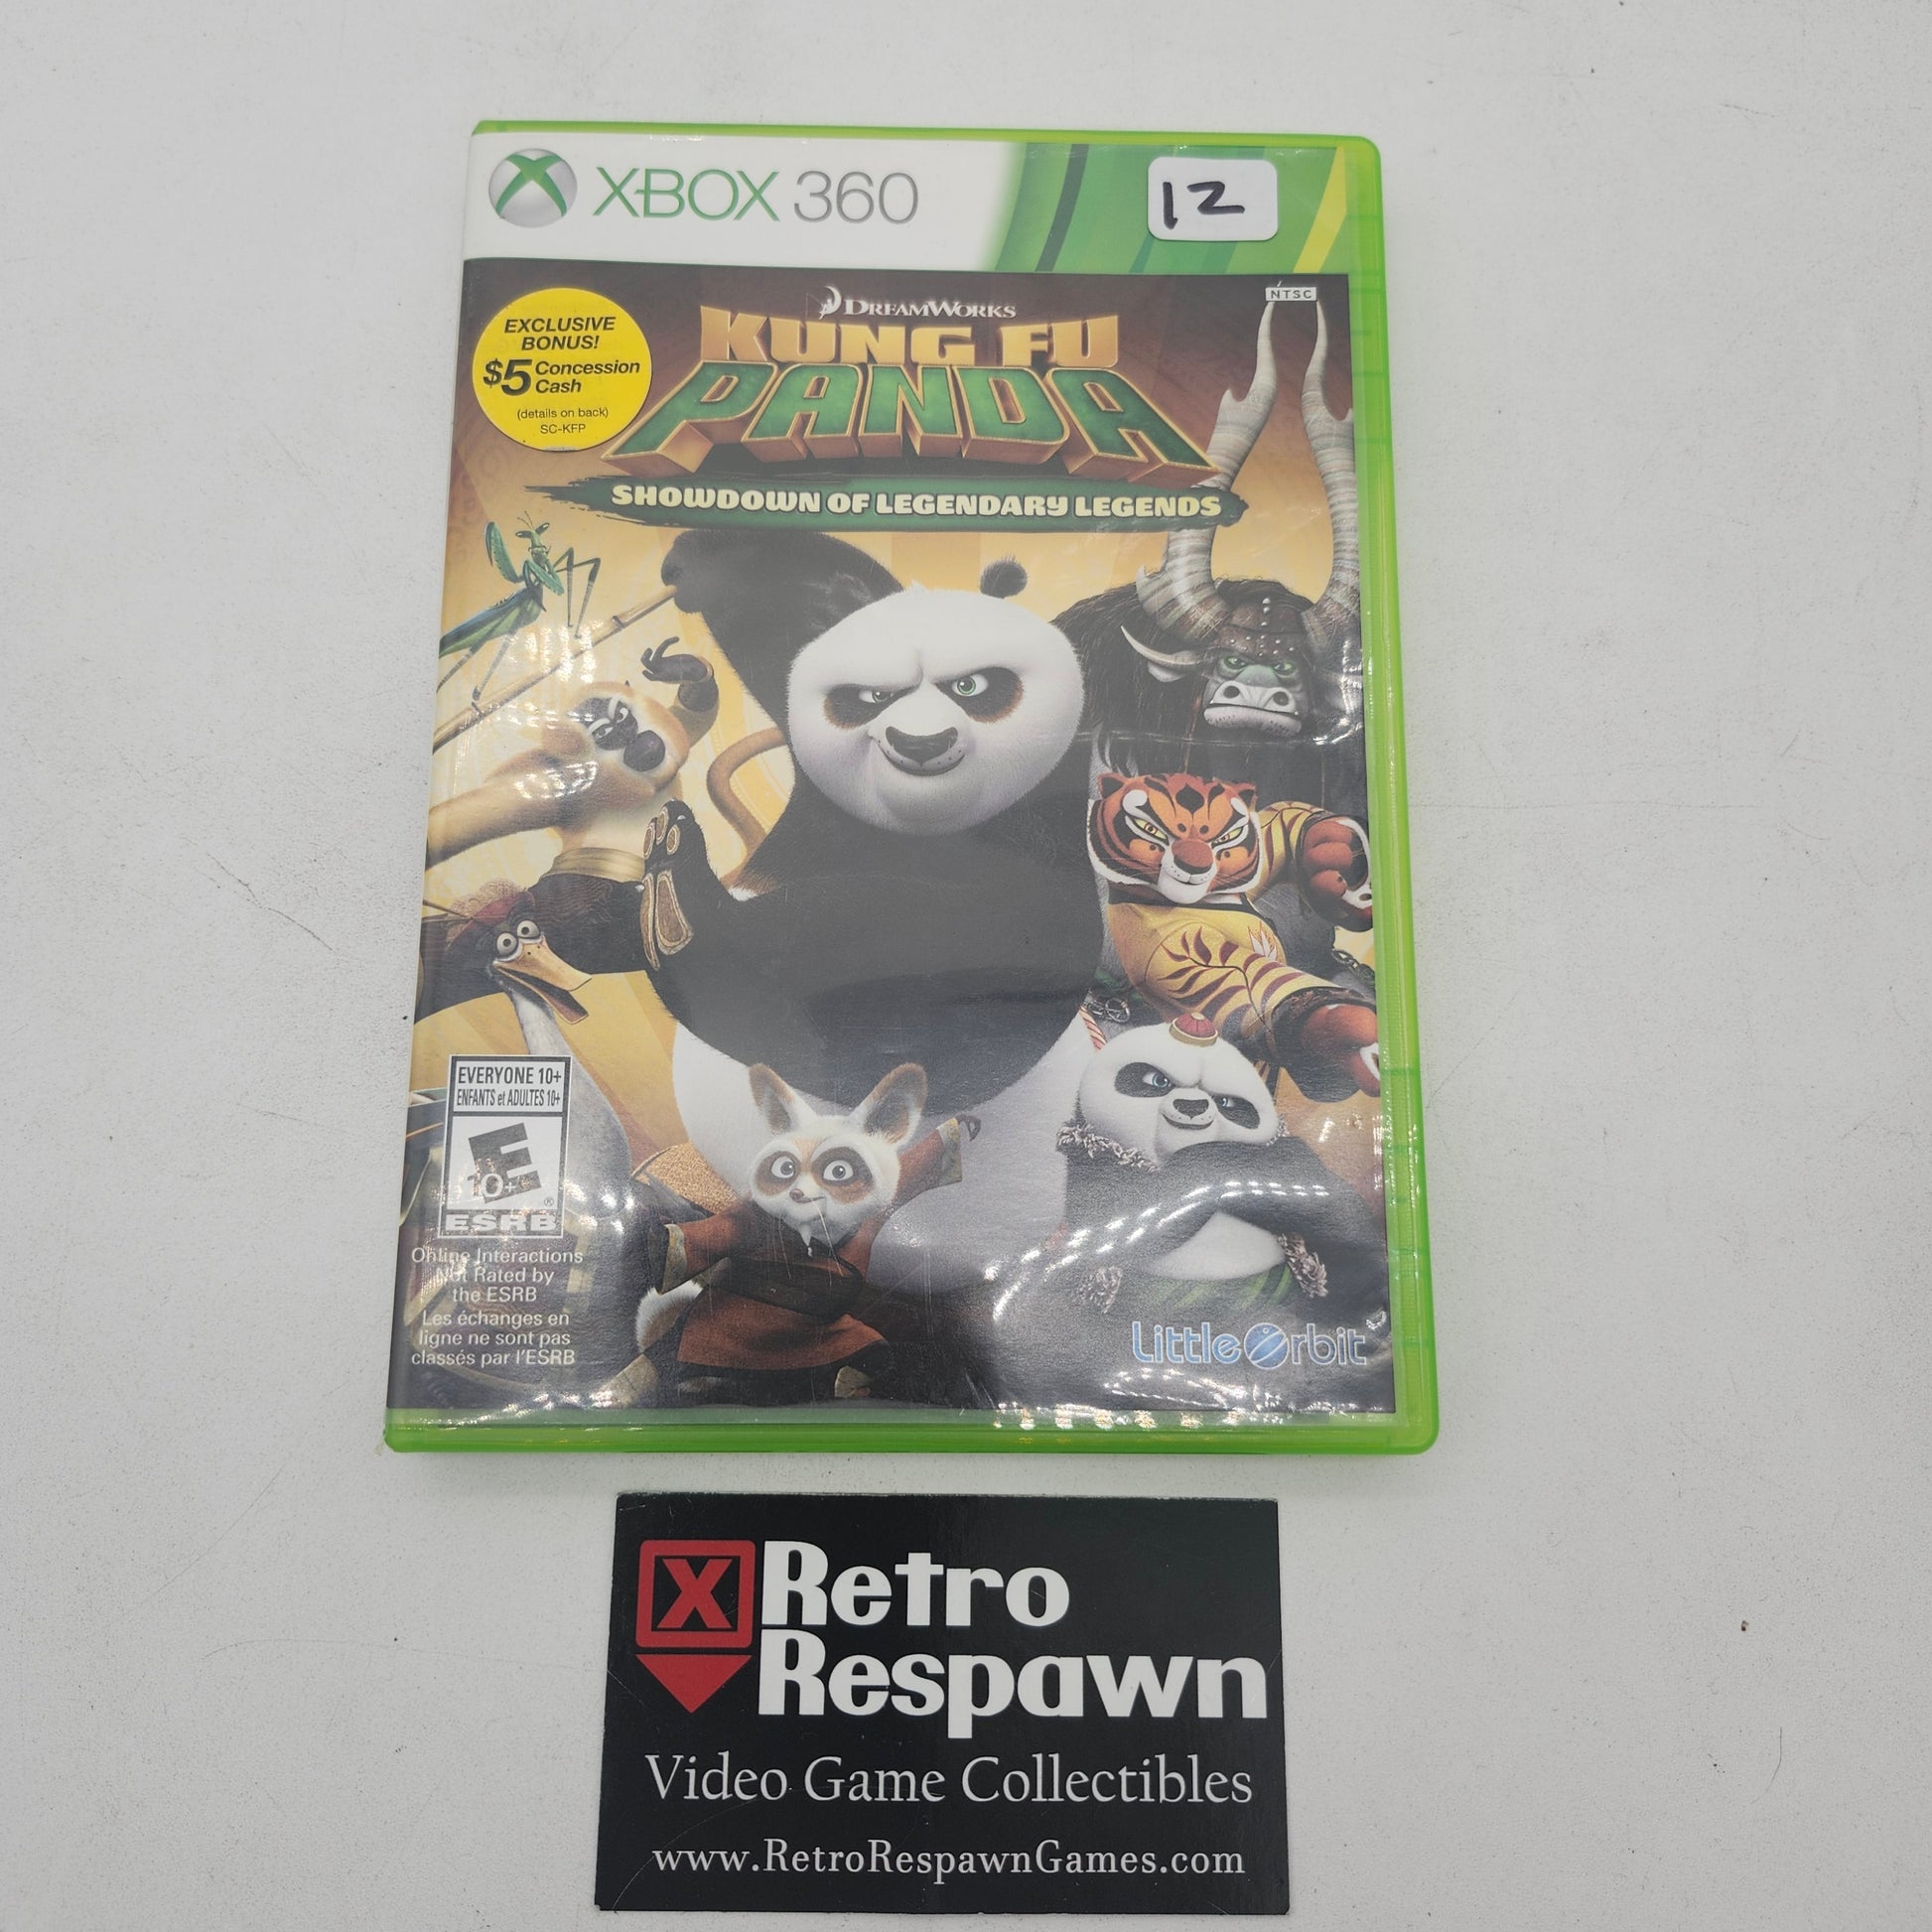 XBOX 360
12
NTSC
EXCLUSIVE
BONUS!
$5 Concession
Cash
(details on back)
SC-KFP
DREAMWORKS
KUNG FU
PANDA
SHOWDOWN OF LEGENDARY LEGENDS
EVERYONE 10+
ENFANTS et ADULTES 10+
E
10+
®
ESRB
Online Interactions
Not Rated by
the ESRB
Les échanges en
ligne ne sont pas
classés par l'ESRB
Little Orbit
X Retro
Respawn
Video Game Collectibles
www.RetroRespawnGames.com